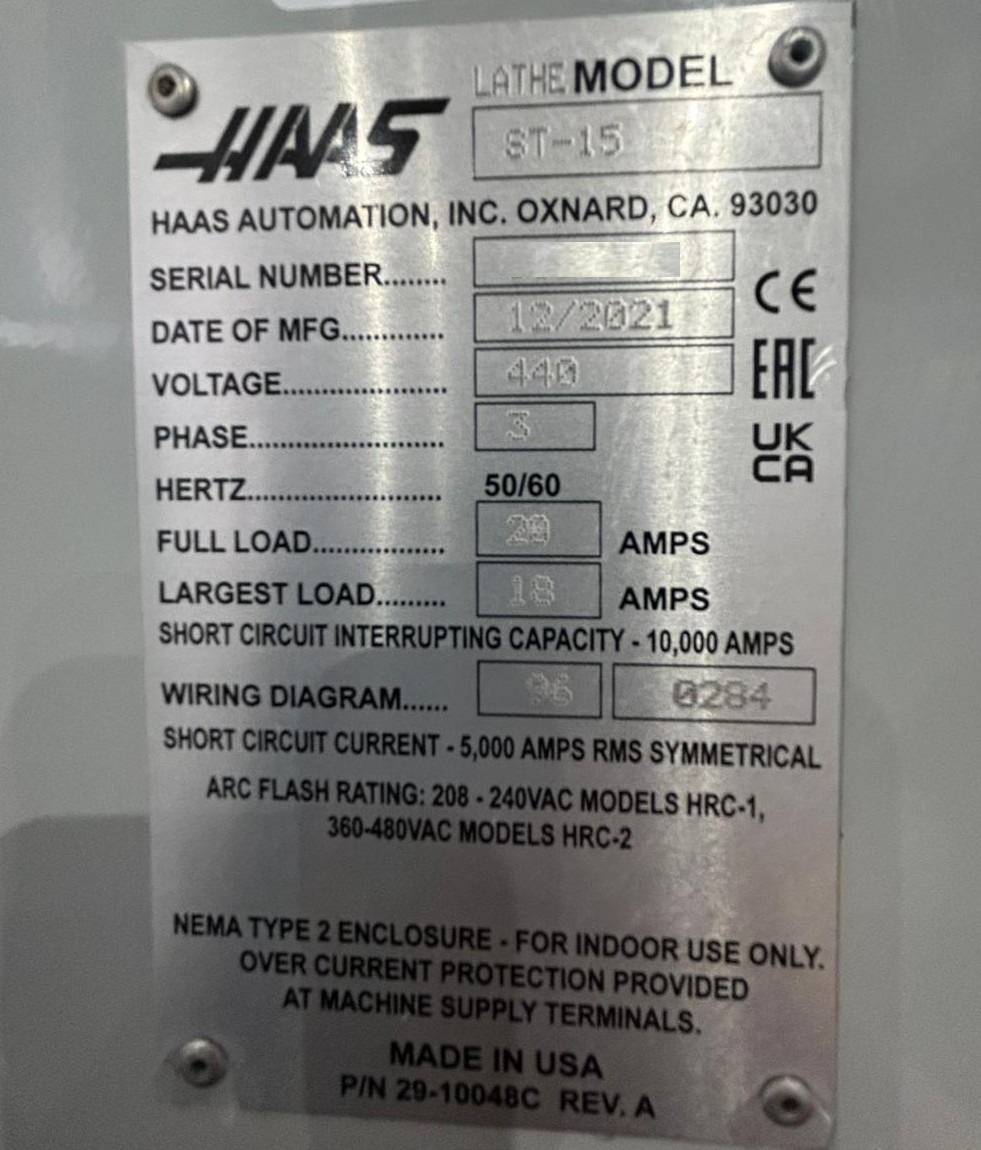 LATHE MODEL
HAAS
ST-15
HAAS AUTOMATION, INC. OXNARD, CA. 93030
SERIAL NUMBER........
DATE OF MFG............. 12/2021
VOLTAGE..................... 440
PHASE......................... 3
HERTZ......................... 50/60
FULL LOAD................. 20 AMPS
LARGEST LOAD......... 18 AMPS
SHORT CIRCUIT INTERRUPTING CAPACITY - 10,000 AMPS
WIRING DIAGRAM...... 96 0284
SHORT CIRCUIT CURRENT - 5,000 AMPS RMS SYMMETRICAL
ARC FLASH RATING: 208 - 240VAC MODELS HRC-1,
360-480VAC MODELS HRC-2
NEMA TYPE 2 ENCLOSURE - FOR INDOOR USE ONLY.
OVER CURRENT PROTECTION PROVIDED
AT MACHINE SUPPLY TERMINALS.
MADE IN USA
P/N 29-10048C REV. A
CE
EAC
UK
CA